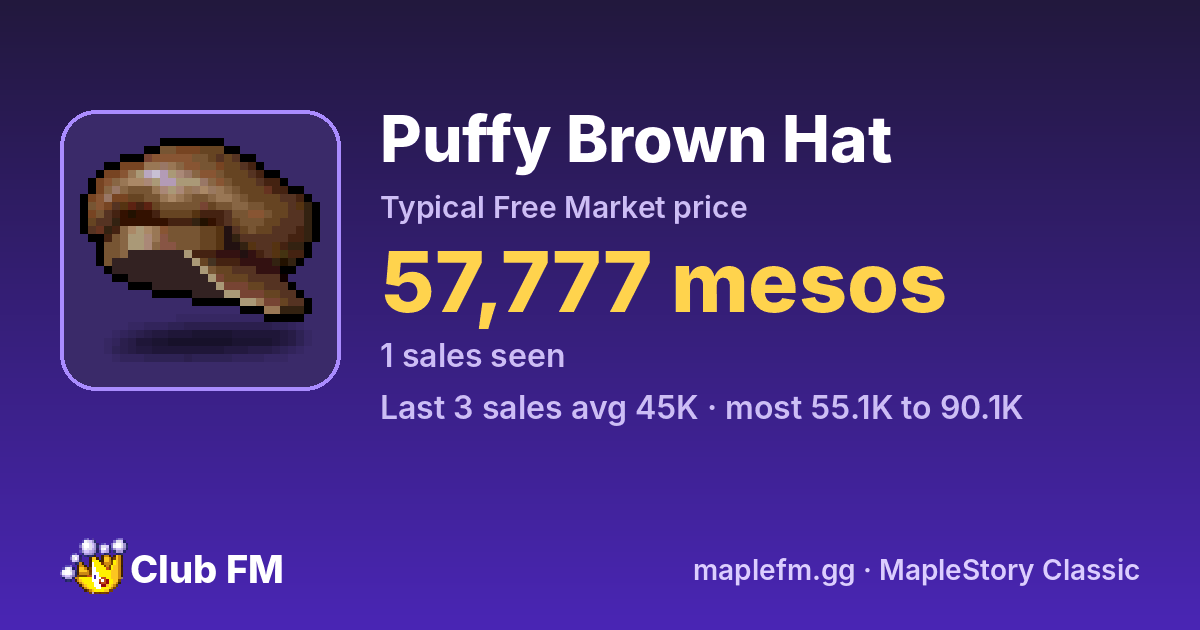 Puffy Brown Hat
Typical Free Market price
57,777 mesos
1 sales seen
Last 3 sales avg 45K · most 55.1K to 90.1K
Club FM
maplefm.gg · MapleStory Classic